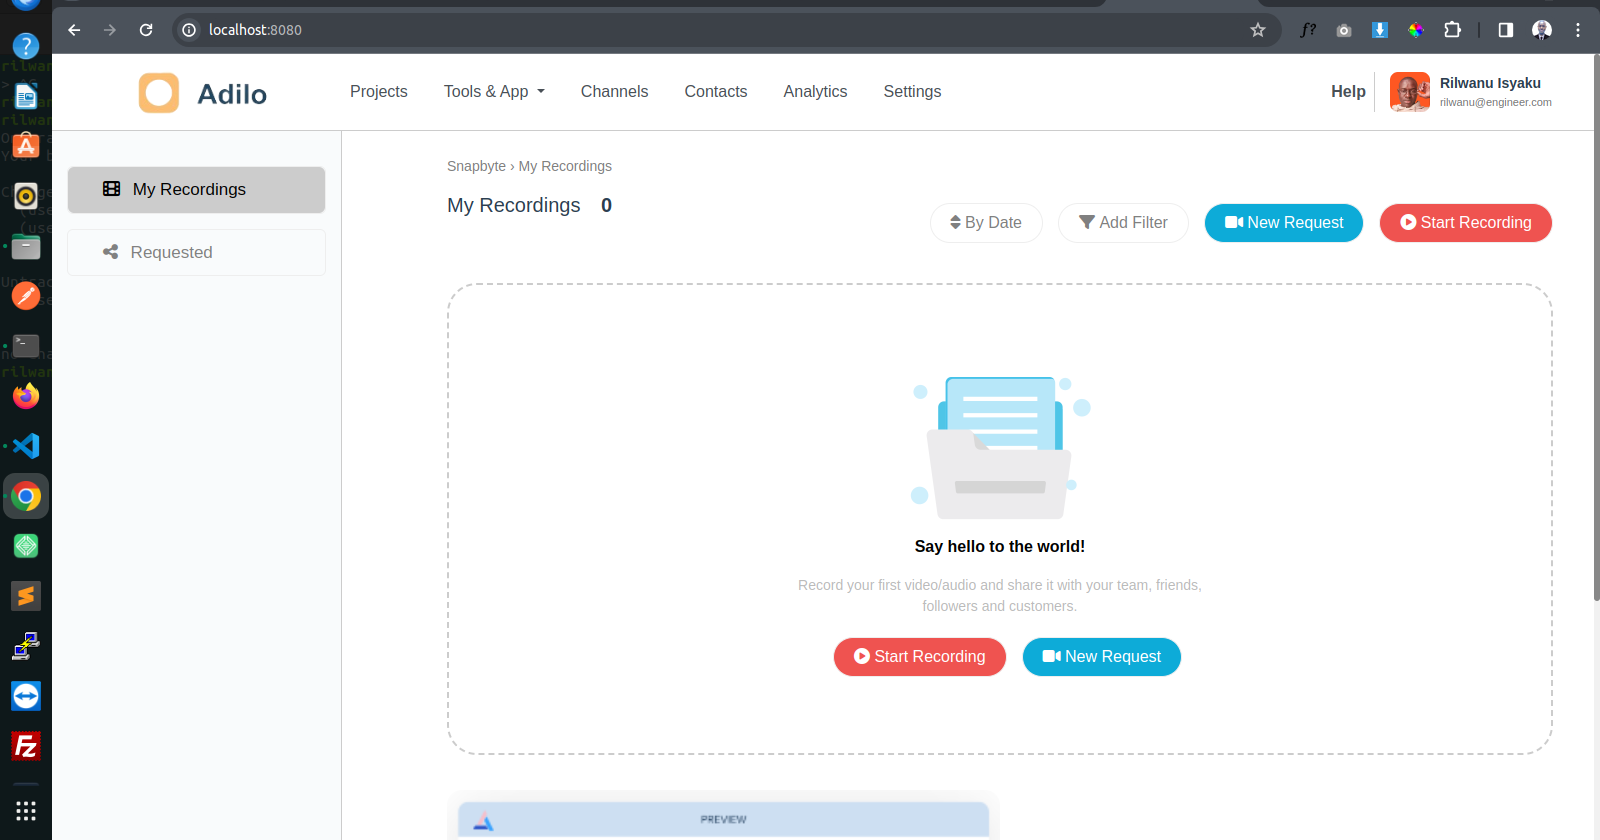 localhost:8080
f?
Adilo
Projects
Tools & App
Channels
Contacts
Analytics
Settings
Help
Rilwanu Isyaku
rilwanu@engineer.com
My Recordings
Requested
Snapbyte › My Recordings
My Recordings 0
By Date
Add Filter
New Request
Start Recording
Say hello to the world!
Record your first video/audio and share it with your team, friends,
followers and customers.
Start Recording
New Request
PREVIEW